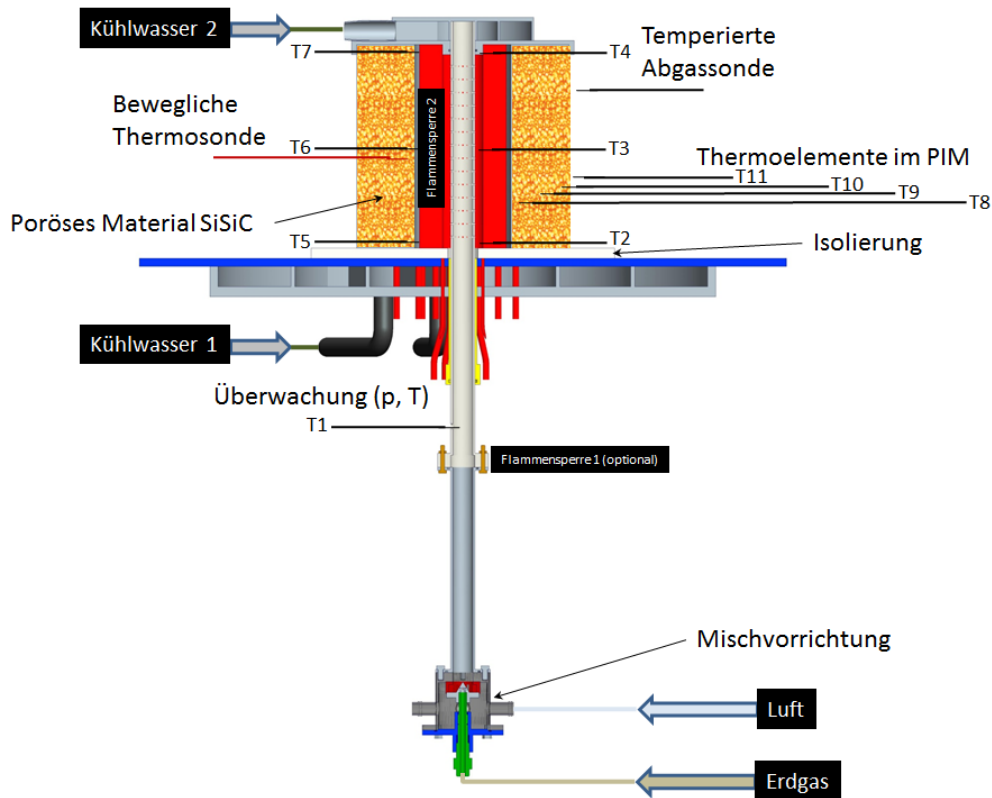 Kühlwasser 2
T7
T4
Temperierte
Abgassonde
Bewegliche
Thermosonde
Flammensperre 2
T6
T3
Thermoelemente im PIM
T11
T10
T9
T8
Poröses Material SiSiC
T5
T2
Isolierung
Kühlwasser 1
Überwachung (p, T)
T1
Flammensperre 1 (optional)
Mischvorrichtung
Luft
Erdgas